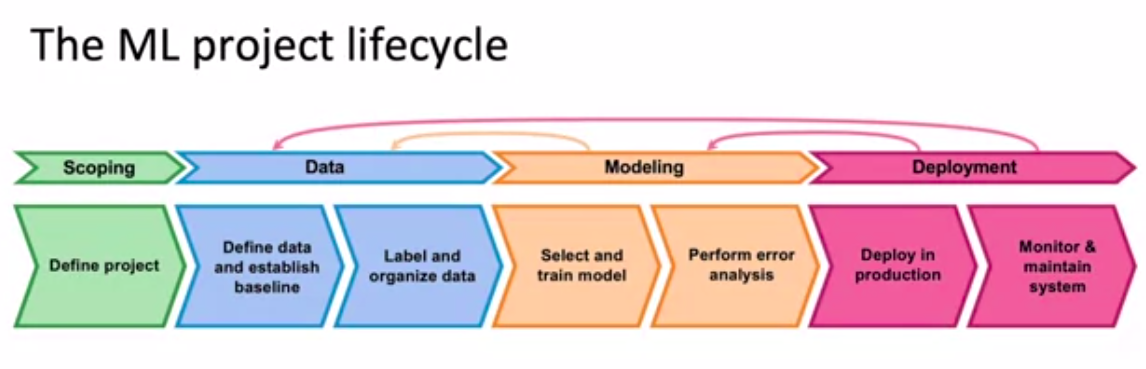 The ML project lifecycle
Scoping
Data
Modeling
Deployment
Define project
Define data
and establish
baseline
Label and
organize data
Select and
train model
Perform error
analysis
Deploy in
production
Monitor &
maintain
system